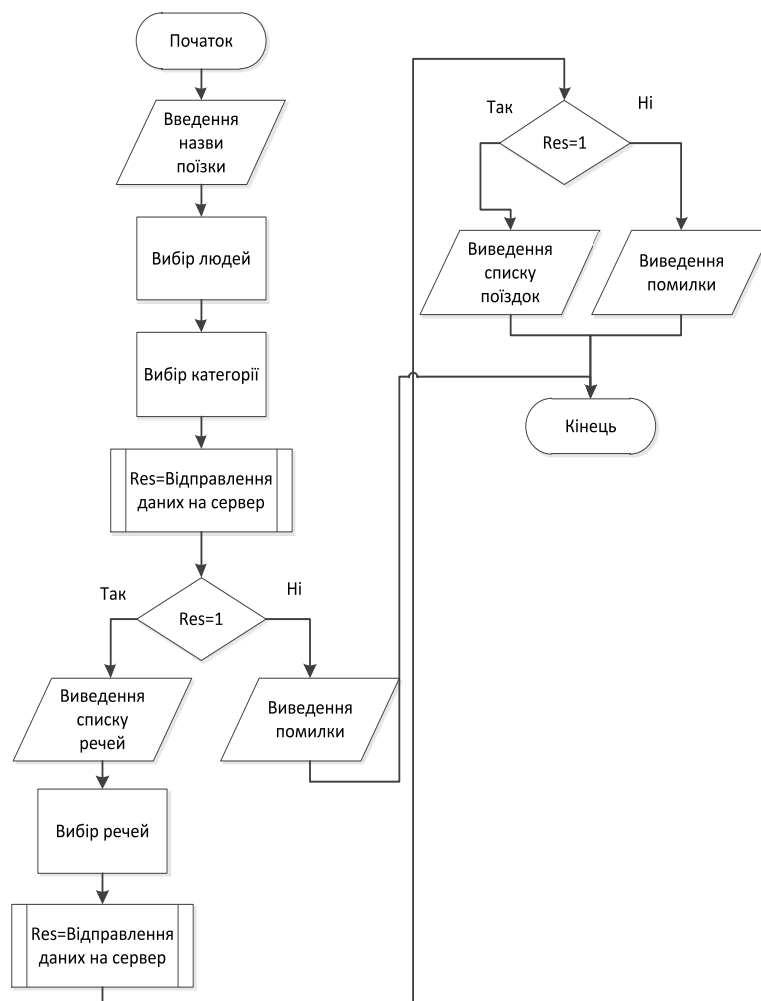 Початок
Введення
назви
поїзки
Вибір людей
Вибір категорії
Res=Відправлення
даних на сервер
Так
Ні
Res=1
Виведення
списку
речей
Виведення
помилки
Вибір речей
Res=Відправлення
даних на сервер
Так
Ні
Res=1
Виведення
списку
поїздок
Виведення
помилки
Кінець